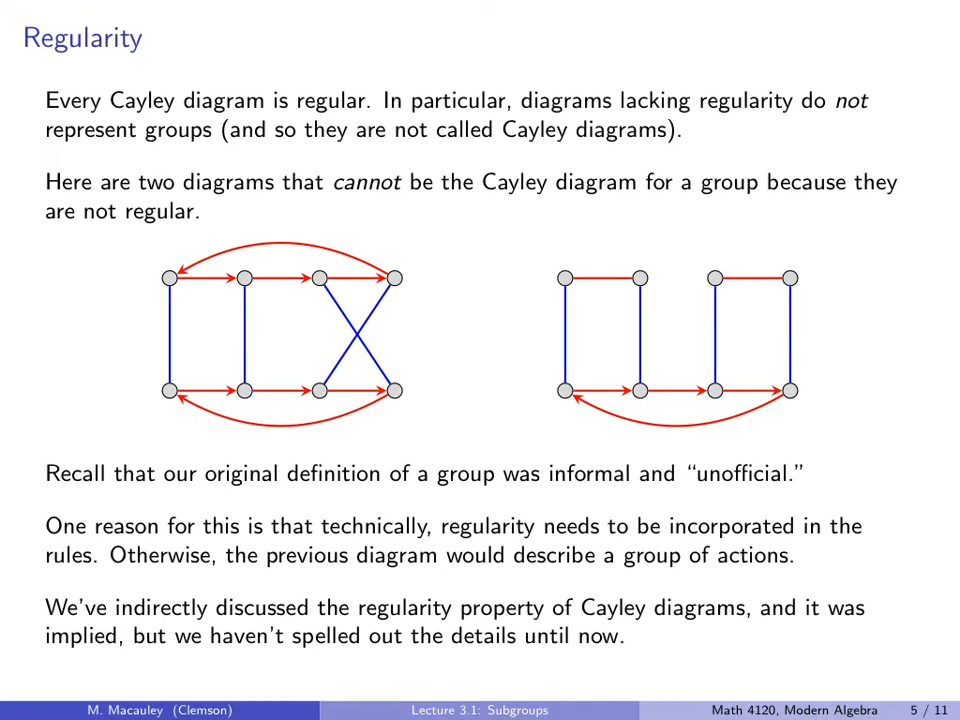 Regularity
Every Cayley diagram is regular. In particular, diagrams lacking regularity do not
represent groups (and so they are not called Cayley diagrams).
Here are two diagrams that cannot be the Cayley diagram for a group because they
are not regular.
Recall that our original definition of a group was informal and “unofficial.”
One reason for this is that technically, regularity needs to be incorporated in the
rules. Otherwise, the previous diagram would describe a group of actions.
We’ve indirectly discussed the regularity property of Cayley diagrams, and it was
implied, but we haven’t spelled out the details until now.
M. Macauley (Clemson)
Lecture 3.1: Subgroups
Math 4120, Modern Algebra
5 / 11